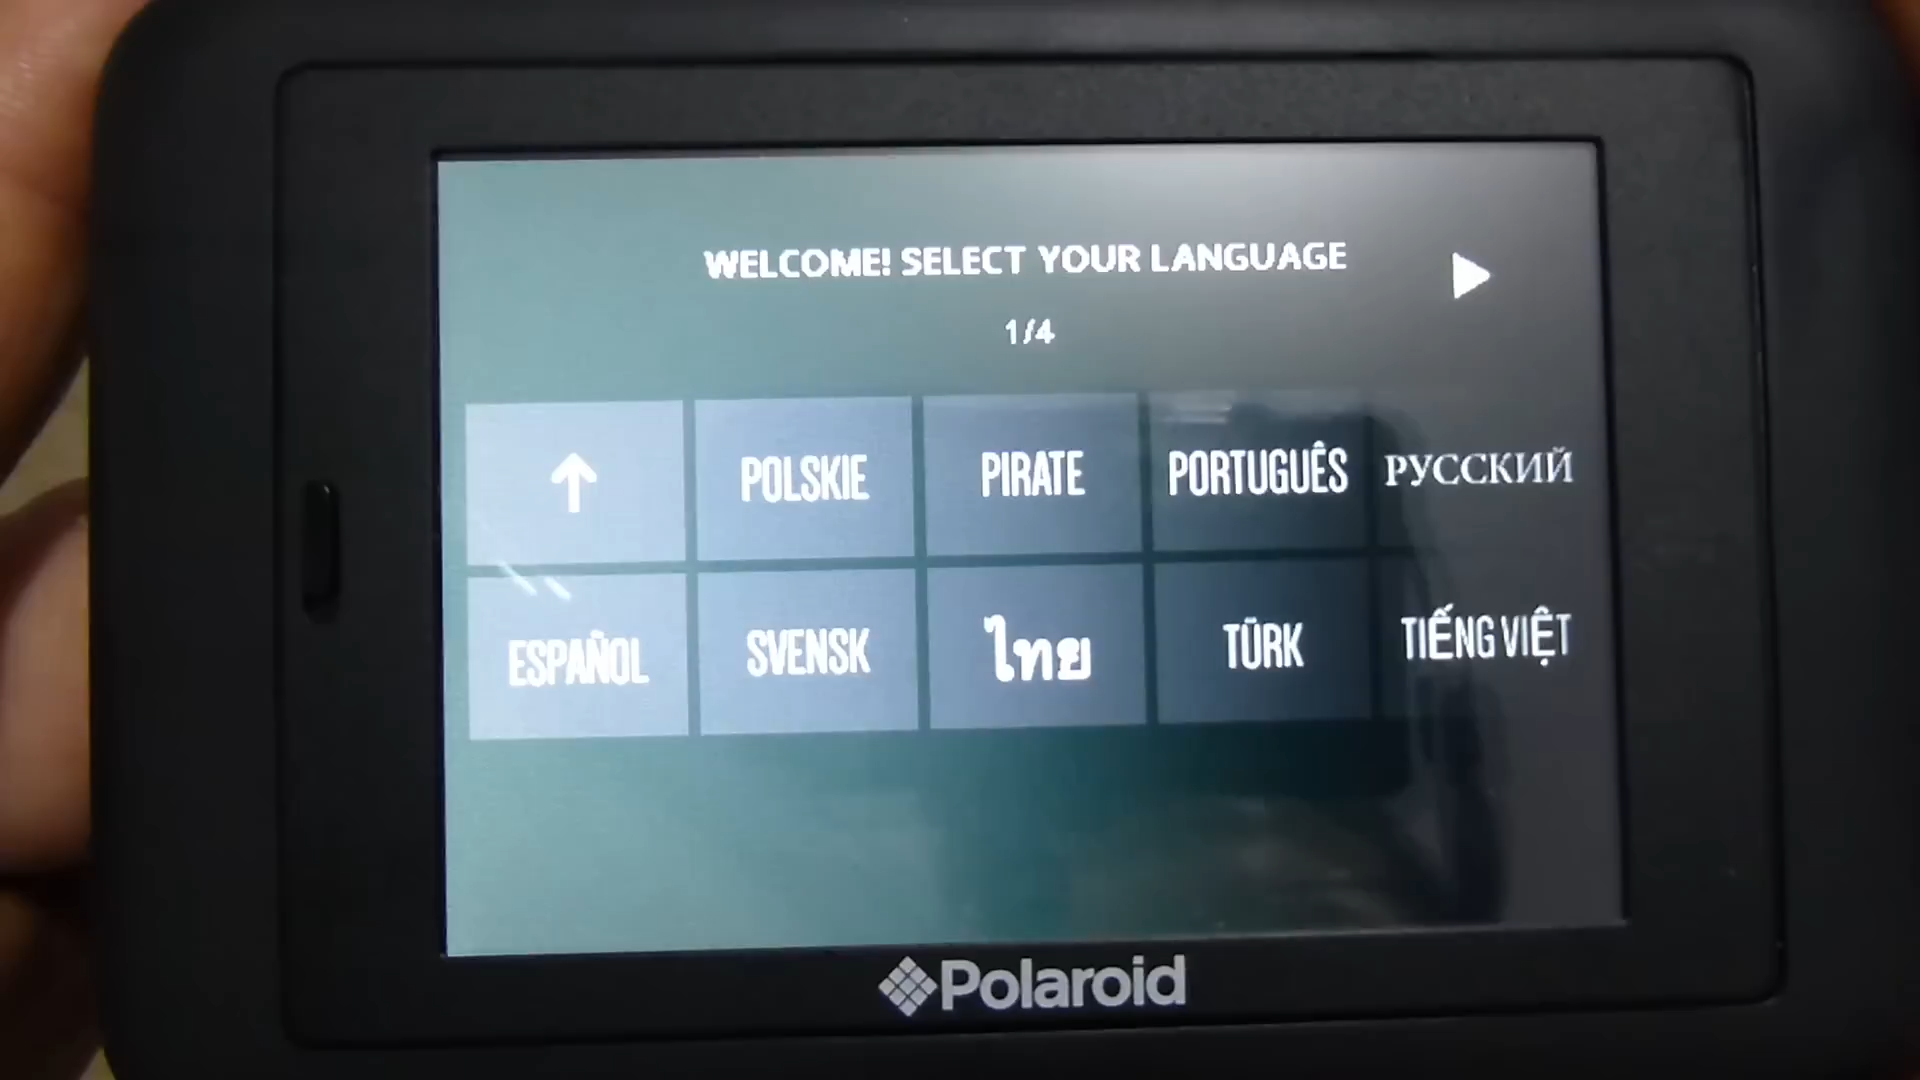 WELCOME! SELECT YOUR LANGUAGE
1/4
POLSKIE PIRATE PORTUGUÊS РУССКИЙ
ESPAÑOL SVENSK ไทย TÜRK TIẾNG VIỆT
Polaroid